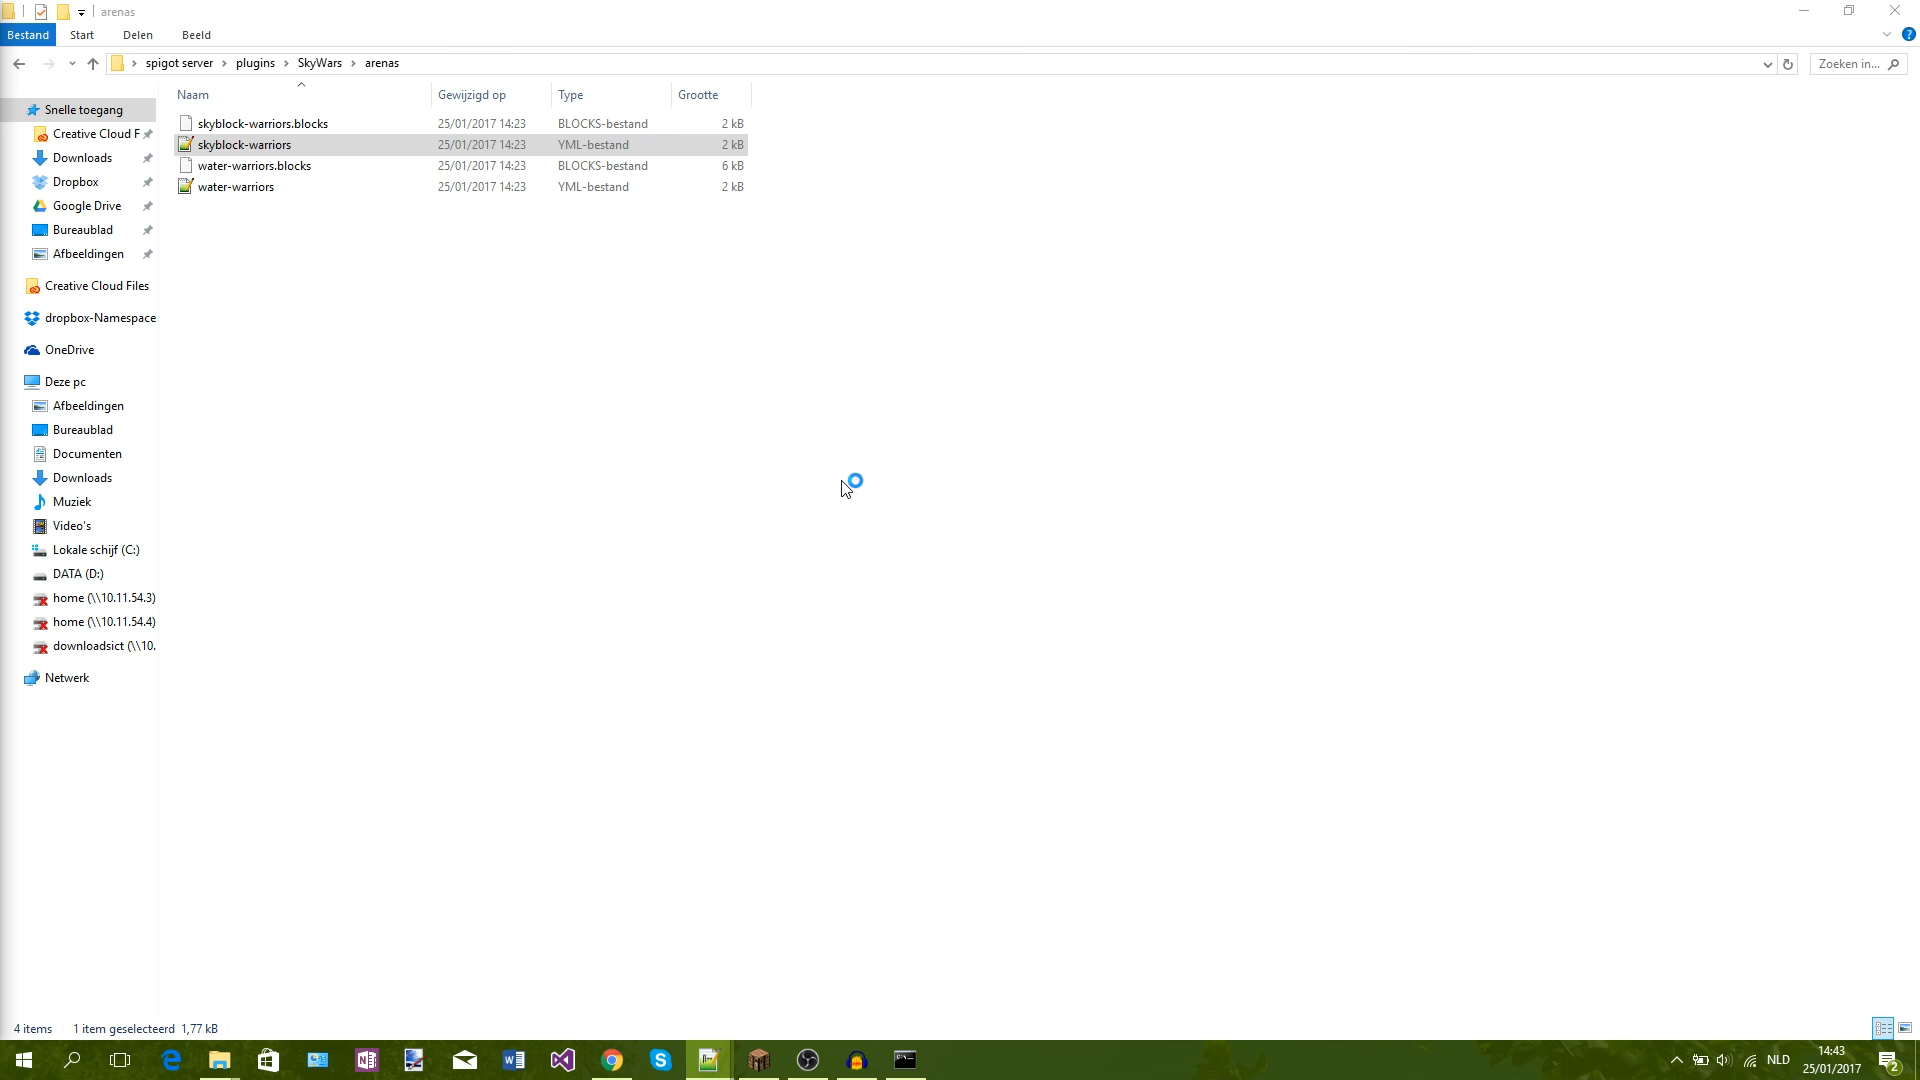 arenas
Bestand Start Delen Beeld
spigot server plugins SkyWars arenas
Zoeken in...
Naam Gewijzigd op Type Grootte
skyblock-warriors.blocks 25/01/2017 14:23 BLOCKS-bestand 2 kB
skyblock-warriors 25/01/2017 14:23 YML-bestand 2 kB
water-warriors.blocks 25/01/2017 14:23 BLOCKS-bestand 6 kB
water-warriors 25/01/2017 14:23 YML-bestand 2 kB
Snelle toegang
Creative Cloud F
Downloads
Dropbox
Google Drive
Bureaublad
Afbeeldingen
Creative Cloud Files
dropbox-Namespace
OneDrive
Deze pc
Afbeeldingen
Bureaublad
Documenten
Downloads
Muziek
Video's
Lokale schijf (C:)
DATA (D:)
home (\\10.11.54.3)
home (\\10.11.54.4)
downloadsict (\\10.
Netwerk
4 items 1 item geselecteerd 1,77 kB
NLD
14:43
25/01/2017
2